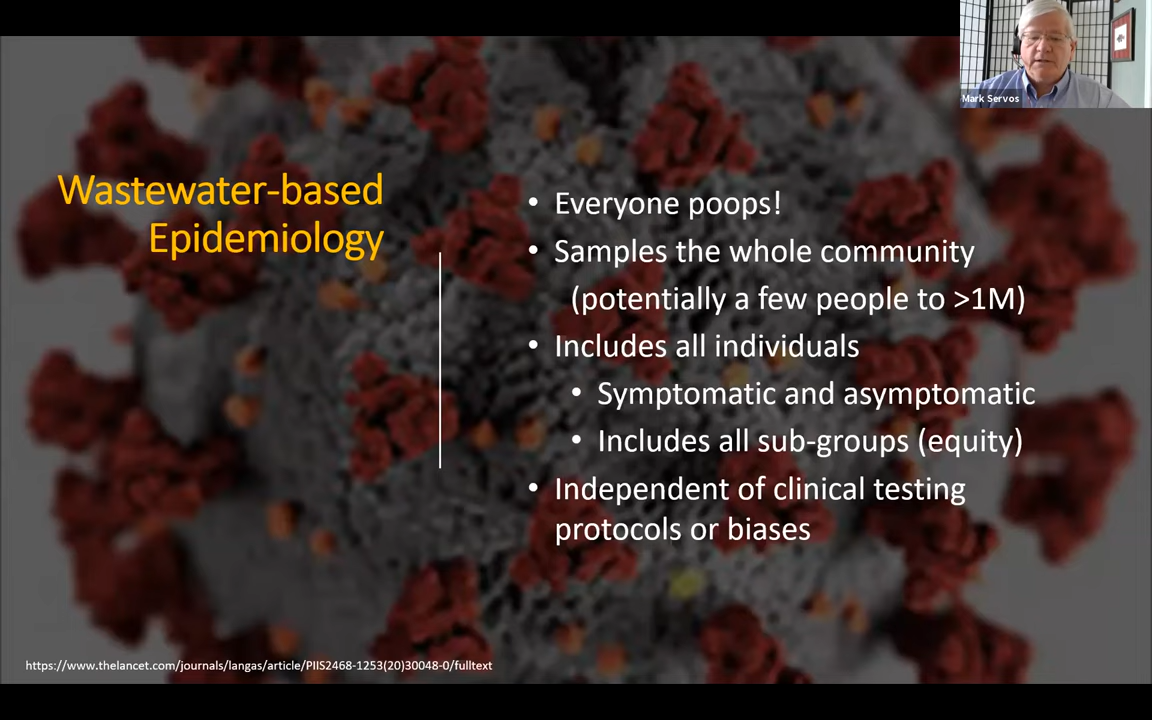 Mark Servos
Wastewater-based
Epidemiology
• Everyone poops!
• Samples the whole community
(potentially a few people to >1M)
• Includes all individuals
• Symptomatic and asymptomatic
• Includes all sub-groups (equity)
• Independent of clinical testing
protocols or biases
https://www.thelancet.com/journals/langas/article/PIIS2468-1253(20)30048-0/fulltext